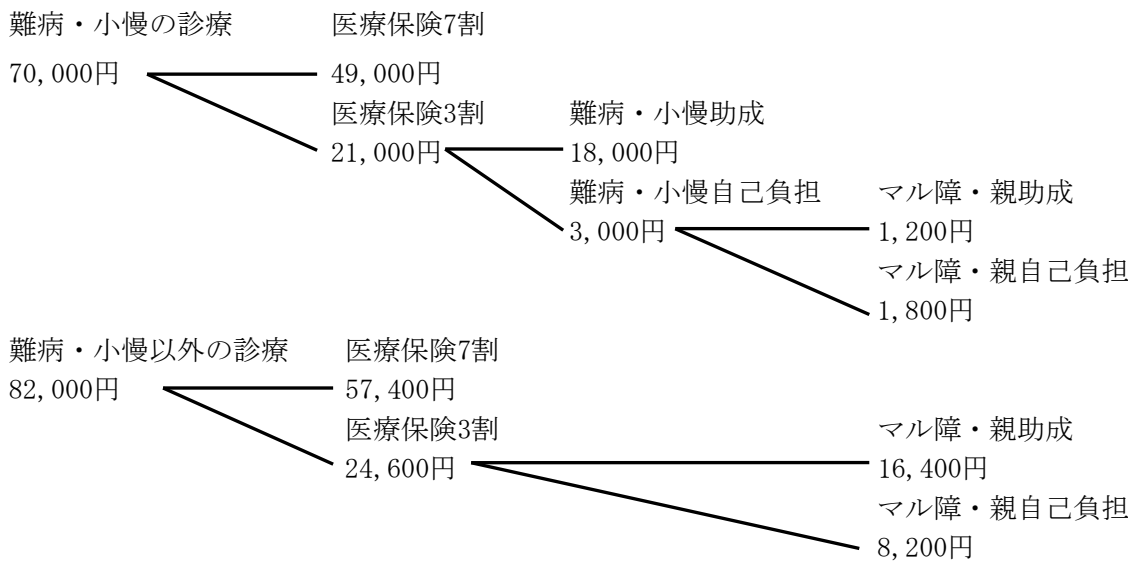 難病・小慢の診療 医療保険7割
70,000円 49,000円
医療保険3割 難病・小慢助成
21,000円 18,000円
難病・小慢自己負担 マル障・親助成
3,000円 1,200円
マル障・親自己負担
1,800円
難病・小慢以外の診療 医療保険7割
82,000円 57,400円
医療保険3割 マル障・親助成
24,600円 16,400円
マル障・親自己負担
8,200円